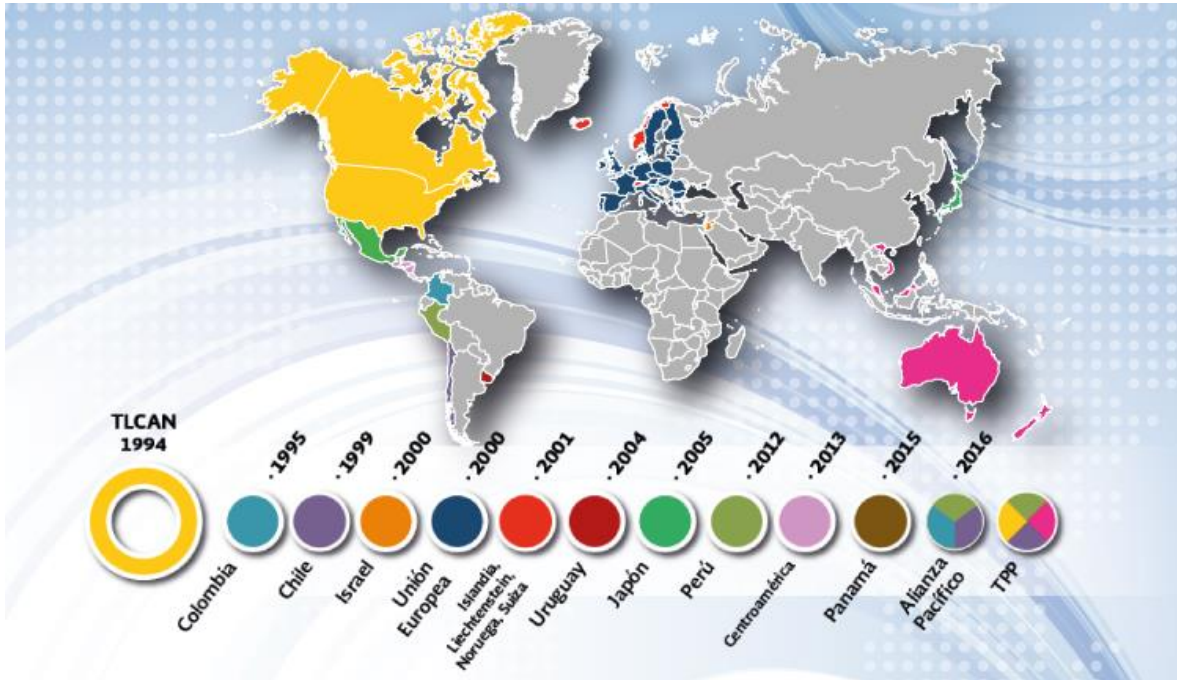 TLCAN
1994
. 1995
. 1999
. 2000
. 2000
. 2001
. 2004
. 2005
. 2012
. 2013
. 2015
. 2016
Colombia
Chile
Israel
Unión
Europea
Islandia,
Liechtenstein,
Noruega, Suiza
Uruguay
Japón
Perú
Centroamérica
Panamá
Alianza
Pacífico
TPP